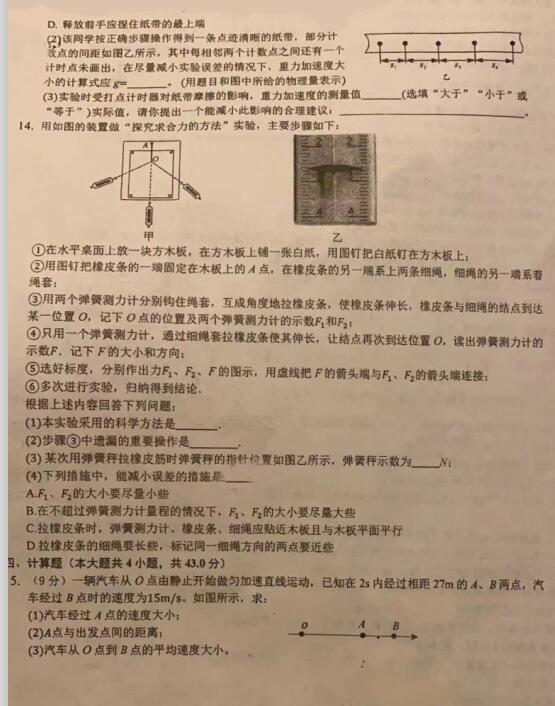 D. 释放前手应捏住纸带的最上端
(2)该同学按正确步骤操作得到一条点迹清晰的纸带，部分计
数点的间距如图乙所示，其中每相邻两个计数点之间还有一个
计时点未画出，在尽量减小实验误差的情况下，重力加速度大
小的计算式应g=______。(用题目和图中所给的物理量表示)
S₁ S₂ S₃ S₄
乙
(3)实验时受打点计时器对纸带摩擦的影响，重力加速度的测量值______(选填“大于”“小于”或
“等于”)实际值，请你提出一个能减小此影响的合理建议：______。
14. 用如图的装置做“探究求合力的方法”实验，主要步骤如下：
A
O
甲
2 2
4 4
乙
①在水平桌面上放一块方木板，在方木板上铺一张白纸，用图钉把白纸钉在方木板上；
②用图钉把橡皮条的一端固定在木板上的 A 点，在橡皮条的另一端系上两条细绳，细绳的另一端系着
绳套；
③用两个弹簧测力计分别钩住绳套，互成角度地拉橡皮条，使橡皮条伸长，橡皮条与细绳的结点到达
某一位置 O，记下 O 点的位置及两个弹簧测力计的示数F₁和F₂；
④只用一个弹簧测力计，通过细绳套拉橡皮条使其伸长，让结点再次到达位置 O，读出弹簧测力计的
示数F．记下 F 的大小和方向；
⑤选好标度，分别作出力F₁、F₂、F 的图示，用虚线把 F 的箭头端与F₁、F₂的箭头端连接；
⑥多次进行实验，归纳得到结论.
根据上述内容回答下列问题：
(1)本实验采用的科学方法是______.
(2)步骤③中遗漏的重要操作是______.
(3) 某次用弹簧秤拉橡皮筋时弹簧秤的指针位置如图乙所示，弹簧秤示数为______N；
(4)下列措施中，能减小误差的措施是______
A.F₁、F₂的大小要尽量小些
B.在不超过弹簧测力计量程的情况下，F₁、F₂的大小要尽量大些
C.拉橡皮条时，弹簧测力计、橡皮条、细绳应贴近木板且与木板平面平行
D.拉橡皮条的细绳要长些，标记同一细绳方向的两点要近些
四、计算题（本大题共 4 小题，共 43.0 分）
5. （9 分）一辆汽车从 O 点由静止开始做匀加速直线运动，已知在 2s 内经过相距 27m 的 A、B 两点，汽
车经过 B 点时的速度为15m/s。如图所示，求：
(1)汽车经过 A 点的速度大小；
(2)A点与出发点间的距离；
(3)汽车从 O 点到 B 点的平均速度大小。
O A B